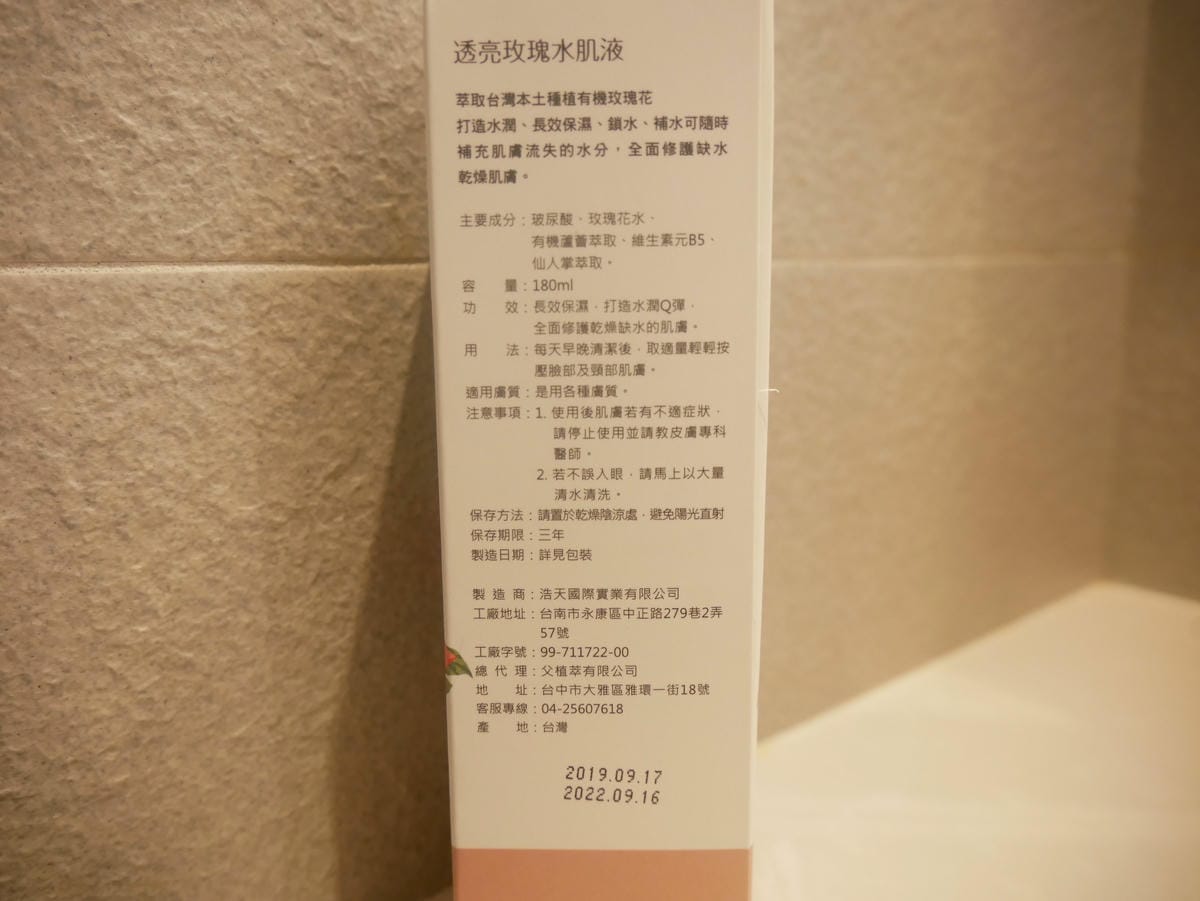 透亮玫瑰水肌液
萃取台灣本土種植有機玫瑰花
打造水潤、長效保濕、鎖水、補水可隨時
補充肌膚流失的水分，全面修護缺水
乾燥肌膚。
主要成分：玻尿酸、玫瑰花水、
有機蘆薈萃取、維生素元B5、
仙人掌萃取。
容　　量：180ml
功　　效：長效保濕，打造水潤Q彈，
全面修護乾燥缺水的肌膚。
用　　法：每天早晚清潔後，取適量輕輕按
壓臉部及頸部肌膚。
適用膚質：是用各種膚質。
注意事項：1. 使用後肌膚若有不適症狀，
請停止使用並請教皮膚專科
醫師。
2. 若不誤入眼，請馬上以大量
清水清洗。
保存方法：請置於乾燥陰涼處，避免陽光直射
保存期限：三年
製造日期：詳見包裝
製 造 商：浩天國際實業有限公司
工廠地址：台南市永康區中正路279巷2弄
57號
工廠字號：99-711722-00
總 代 理：父植萃有限公司
地　　址：台中市大雅區雅環一街18號
客服專線：04-25607618
產　　地：台灣
2019.09.17
2022.09.16